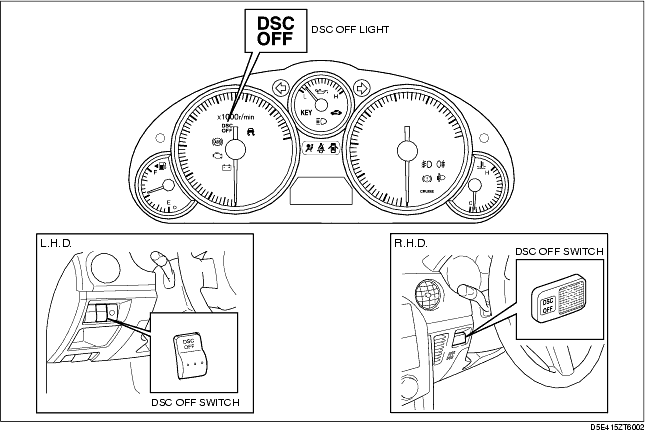 DSC
OFF
DSC OFF LIGHT
L
H
KEY
x1000r/min
DSC
OFF
F
E
H
C
CRUISE
L.H.D.
DSC
OFF
DSC OFF SWITCH
R.H.D.
DSC OFF SWITCH
DSC
OFF
D5E415ZT8002